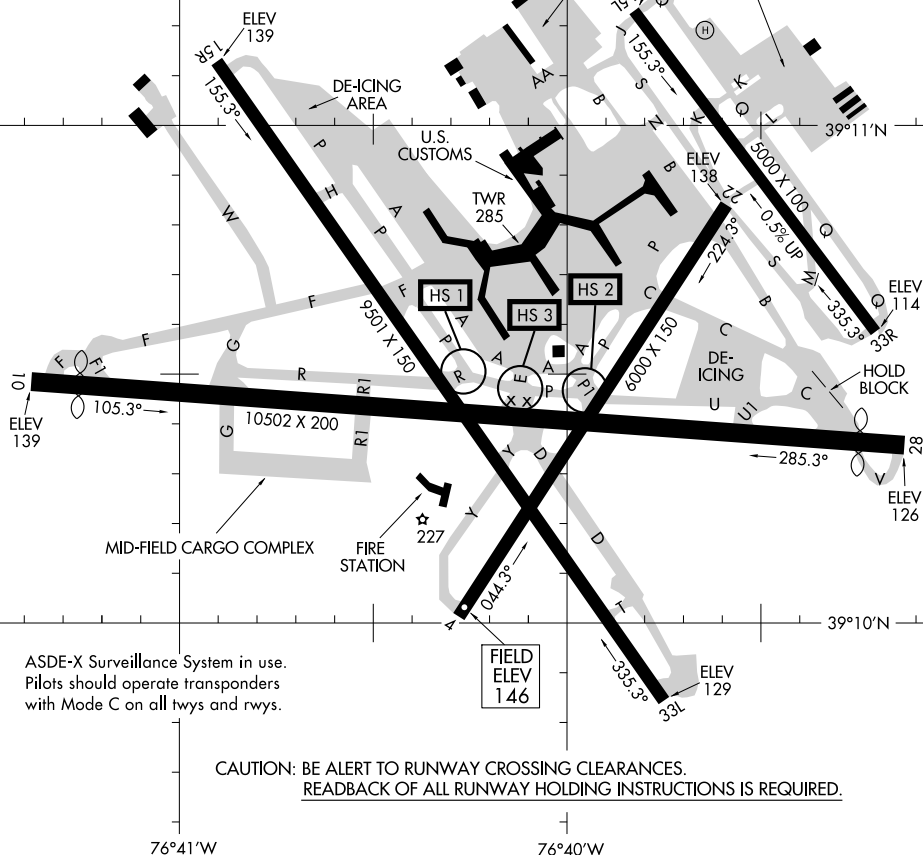 ELEV
139
15R
155.3°
DE-ICING
AREA
U.S.
CUSTOMS
TWR
285
AA
J
B
S
N
K
H
155.3°
K
Q
L
39°11'N
5000 X 100
0.5% UP
ELEV
138
22
224.3°
B
P
H
A
P
W
P
C
S
M
B
Q
Q
335.3°
33R
ELEV
114
HS 1
HS 3
HS 2
F
F
F
F
F1
G
R
R1
9501 X 150
A
P
R
A
E
A
P
A
P
P1
X X
6000 X 150
C
DE-
ICING
U
U1
C
HOLD
BLOCK
10
ELEV
139
105.3°
10502 X 200
G
R1
Y
D
285.3°
28
V
ELEV
126
MID-FIELD CARGO COMPLEX
FIRE
STATION
227
Y
D
T
044.3°
4
39°10'N
FIELD
ELEV
146
335.3°
33L
ELEV
129
ASDE-X Surveillance System in use.
Pilots should operate transponders
with Mode C on all twys and rwys.
CAUTION: BE ALERT TO RUNWAY CROSSING CLEARANCES.
READBACK OF ALL RUNWAY HOLDING INSTRUCTIONS IS REQUIRED.
76°41'W
76°40'W